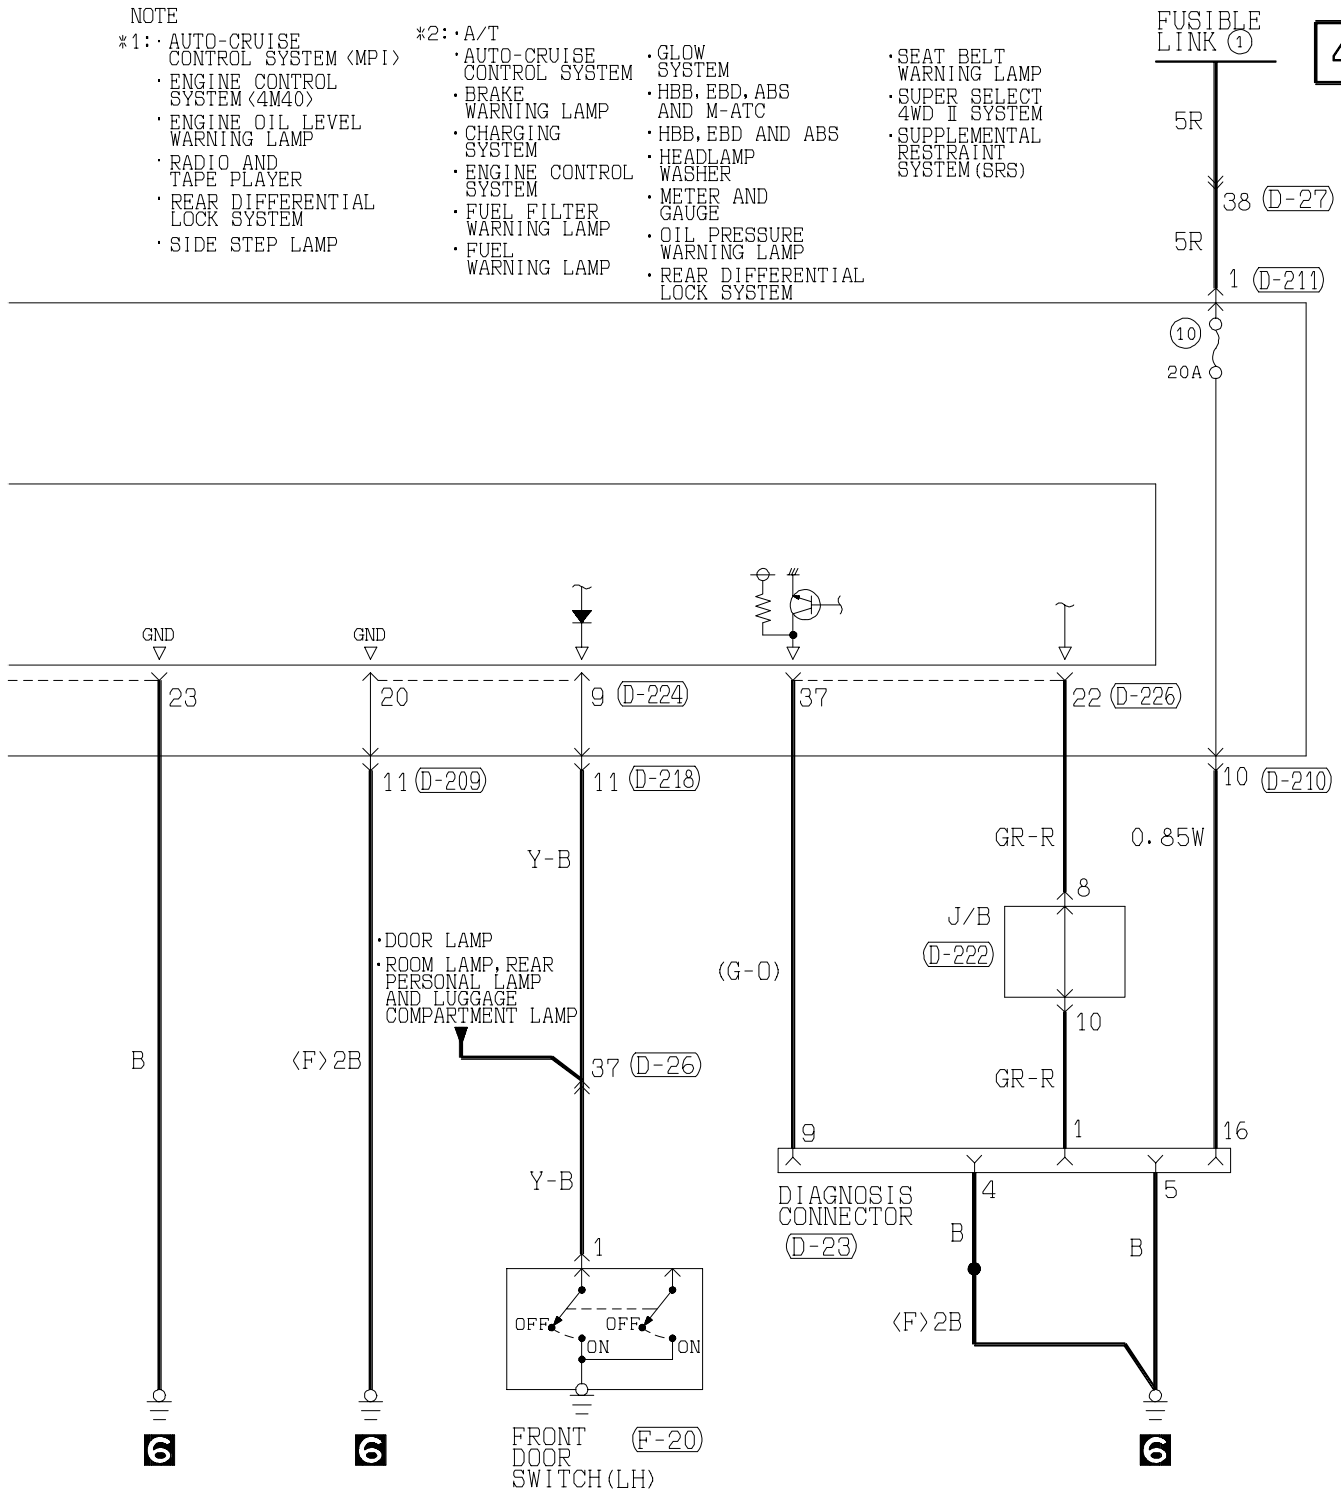 NOTE
*1:・AUTO-CRUISE
CONTROL SYSTEM〈MPI〉
・ENGINE CONTROL
SYSTEM〈4M40〉
・ENGINE OIL LEVEL
WARNING LAMP
・RADIO AND
TAPE PLAYER
・REAR DIFFERENTIAL
LOCK SYSTEM
・SIDE STEP LAMP
*2:・A/T
・AUTO-CRUISE
CONTROL SYSTEM
・BRAKE
WARNING LAMP
・CHARGING
SYSTEM
・ENGINE CONTROL
SYSTEM
・FUEL FILTER
WARNING LAMP
・FUEL
WARNING LAMP
・GLOW
SYSTEM
・HBB, EBD, ABS
AND M-ATC
・HBB, EBD AND ABS
・HEADLAMP
WASHER
・METER AND
GAUGE
・OIL PRESSURE
WARNING LAMP
・REAR DIFFERENTIAL
LOCK SYSTEM
・SEAT BELT
WARNING LAMP
・SUPER SELECT
4WD Ⅱ SYSTEM
・SUPPLEMENTAL
RESTRAINT
SYSTEM(SRS)
FUSIBLE
LINK ①
5R
38 (D-27)
5R
1 (D-211)
10
20A
GND
GND
23
20
9 (D-224)
37
22 (D-226)
11 (D-209)
11 (D-218)
10 (D-210)
Y-B
GR-R
0.85W
8
J/B
(D-222)
・DOOR LAMP
・ROOM LAMP, REAR
PERSONAL LAMP
AND LUGGAGE
COMPARTMENT LAMP
(G-O)
10
B
〈F〉2B
37 (D-26)
GR-R
9
1
16
Y-B
DIAGNOSIS
CONNECTOR
(D-23)
4
5
B
B
1
OFF
ON
OFF
ON
〈F〉2B
FRONT
DOOR
SWITCH(LH)
(F-20)
6
6
6